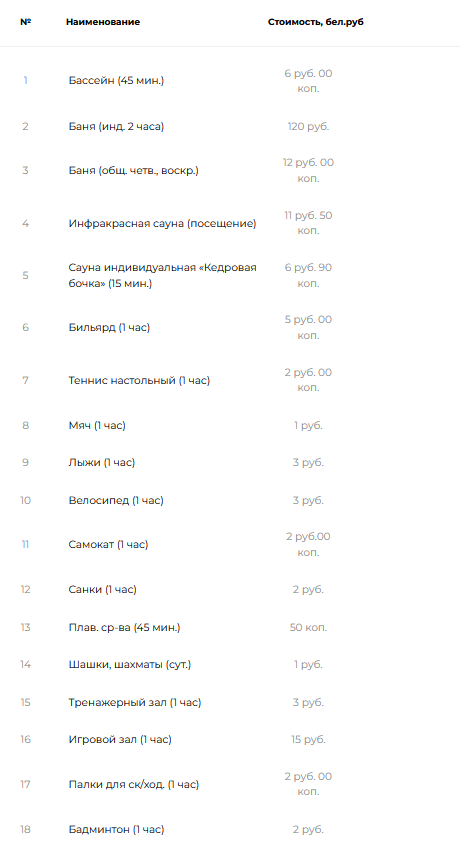 № Наименование Стоимость, бел.руб
1 Бассейн (45 мин.) 6 руб. 00
коп.
2 Баня (инд. 2 часа) 120 руб.
3 Баня (общ. четв., воскр.) 12 руб. 00
коп.
4 Инфракрасная сауна (посещение) 11 руб. 50
коп.
5 Сауна индивидуальная «Кедровая
бочка» (15 мин.) 6 руб. 90
коп.
6 Бильярд (1 час) 5 руб. 00
коп.
7 Теннис настольный (1 час) 2 руб. 00
коп.
8 Мяч (1 час) 1 руб.
9 Лыжи (1 час) 3 руб.
10 Велосипед (1 час) 3 руб.
11 Самокат (1 час) 2 руб.00
коп.
12 Санки (1 час) 2 руб.
13 Плав. ср-ва (45 мин.) 50 коп.
14 Шашки, шахматы (сут.) 1 руб.
15 Тренажерный зал (1 час) 3 руб.
16 Игровой зал (1 час) 15 руб.
17 Палки для ск/ход. (1 час) 2 руб. 00
коп.
18 Бадминтон (1 час) 2 руб.